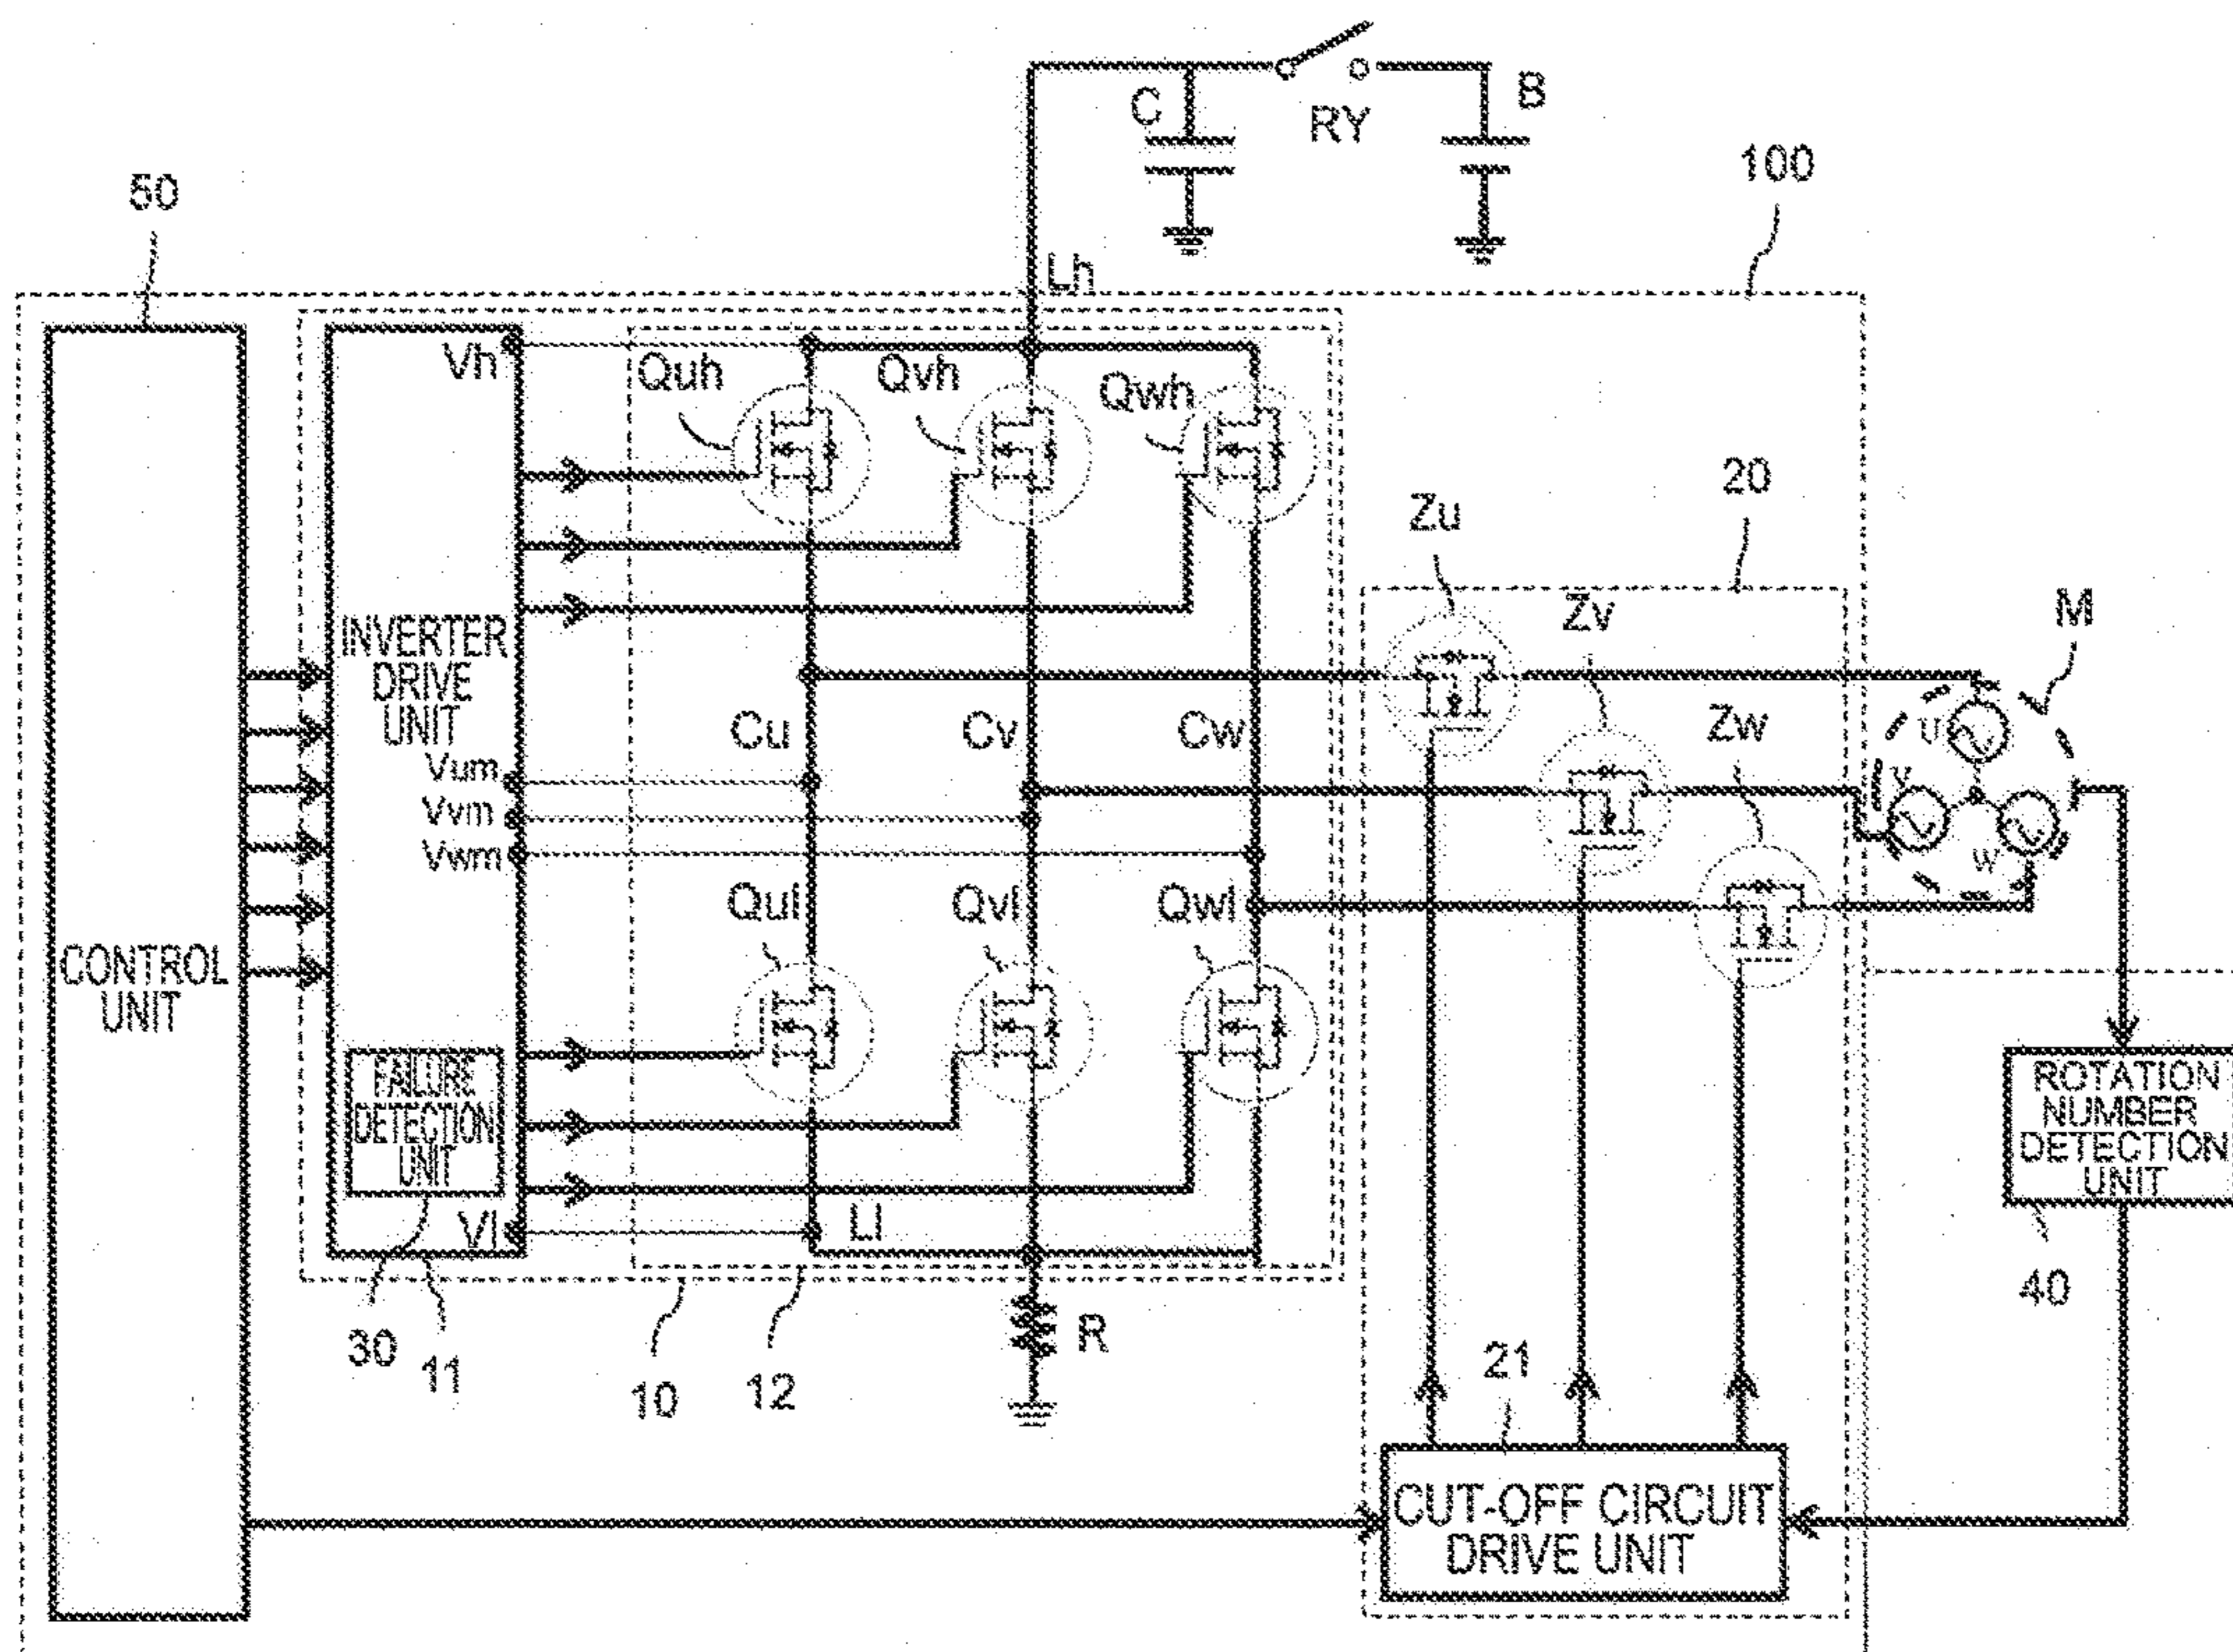 C
RY
B
50
100
Lh
Vh
Quh
Qvh
Qwh
Zu
20
Zv
M
INVERTER
DRIVE
UNIT
Cu
Cv
Cw
Zw
U
V
W
Vum
Vvm
Vwm
Qul
Qvl
Qwl
CONTROL
UNIT
FAILURE
DETECTION
UNIT
ROTATION
NUMBER
DETECTION
UNIT
Vl
Ll
40
30
11
10
12
R
21
CUT-OFF CIRCUIT
DRIVE UNIT